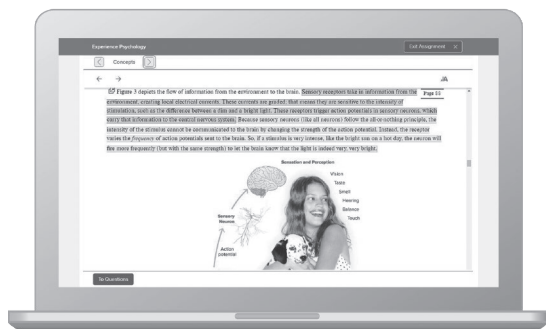 Experience Psychology
Exit Assignment X
Concepts
Figure 3 depicts the flow of information from the environment to the brain. Sensory receptors take in information from the
Page 93
environment, creating local electrical currents. These currents are graded; that means they are sensitive to the intensity of
stimulation, such as the difference between a dim and a bright light. These receptors trigger action potentials in sensory neurons, which
carry that information to the central nervous system. Because sensory neurons (like all neurons) follow the all-or-nothing principle, the
intensity of the stimulus cannot be communicated to the brain by changing the strength of the action potential. Instead, the receptor
varies the frequency of action potentials sent to the brain. So, if a stimulus is very intense, like the bright sun on a hot day, the neuron will
fire more frequently (but with the same strength) to let the brain know that the light is indeed very, very bright.
Sensation and Perception
Vision
Taste
Smell
Hearing
Balance
Touch
Sensory
Neuron
Action
potential
To Questions